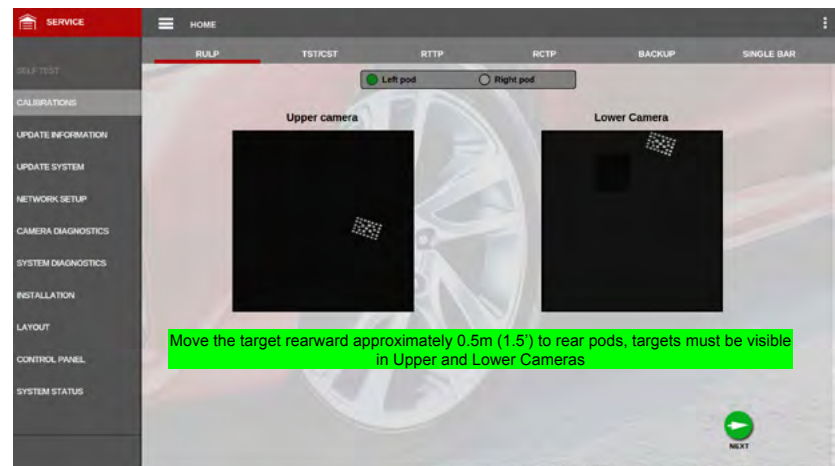 SERVICE
HOME
RULP TST/CST RTTP RCTP BACKUP SINGLE BAR
SELF TEST
Left pod Right pod
CALIBRATIONS
Upper camera Lower Camera
UPDATE INFORMATION
UPDATE SYSTEM
NETWORK SETUP
CAMERA DIAGNOSTICS
SYSTEM DIAGNOSTICS
INSTALLATION
LAYOUT
Move the target rearward approximately 0.5m (1.5’) to rear pods, targets must be visible
in Upper and Lower Cameras
CONTROL PANEL
SYSTEM STATUS
NEXT